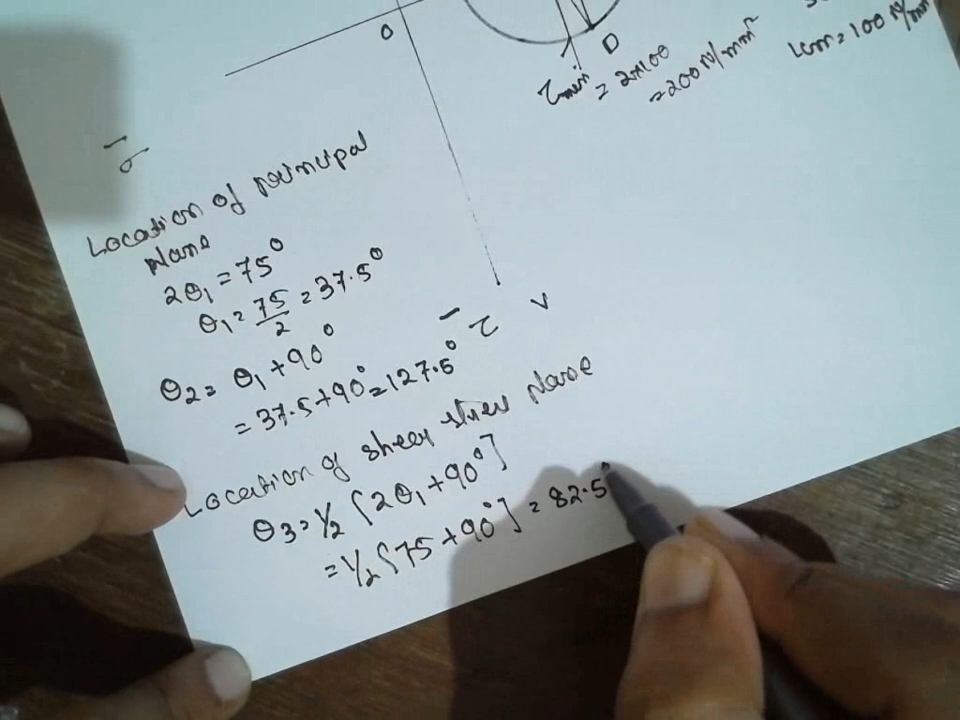 O
D
τmin = 2×100
= 200 N/mm²
1cm = 100 N/mm
-σ
Location of principal
plane
2θ₁ = 75°
θ₁ = 75/2 = 37.5°
θ₂ = θ₁ + 90°
= 37.5 + 90° = 127.5°
- τ
Location of shear stress plane
θ₃ = 1/2 [2θ₁ + 90°]
= 1/2 [75 + 90°] = 82.5°